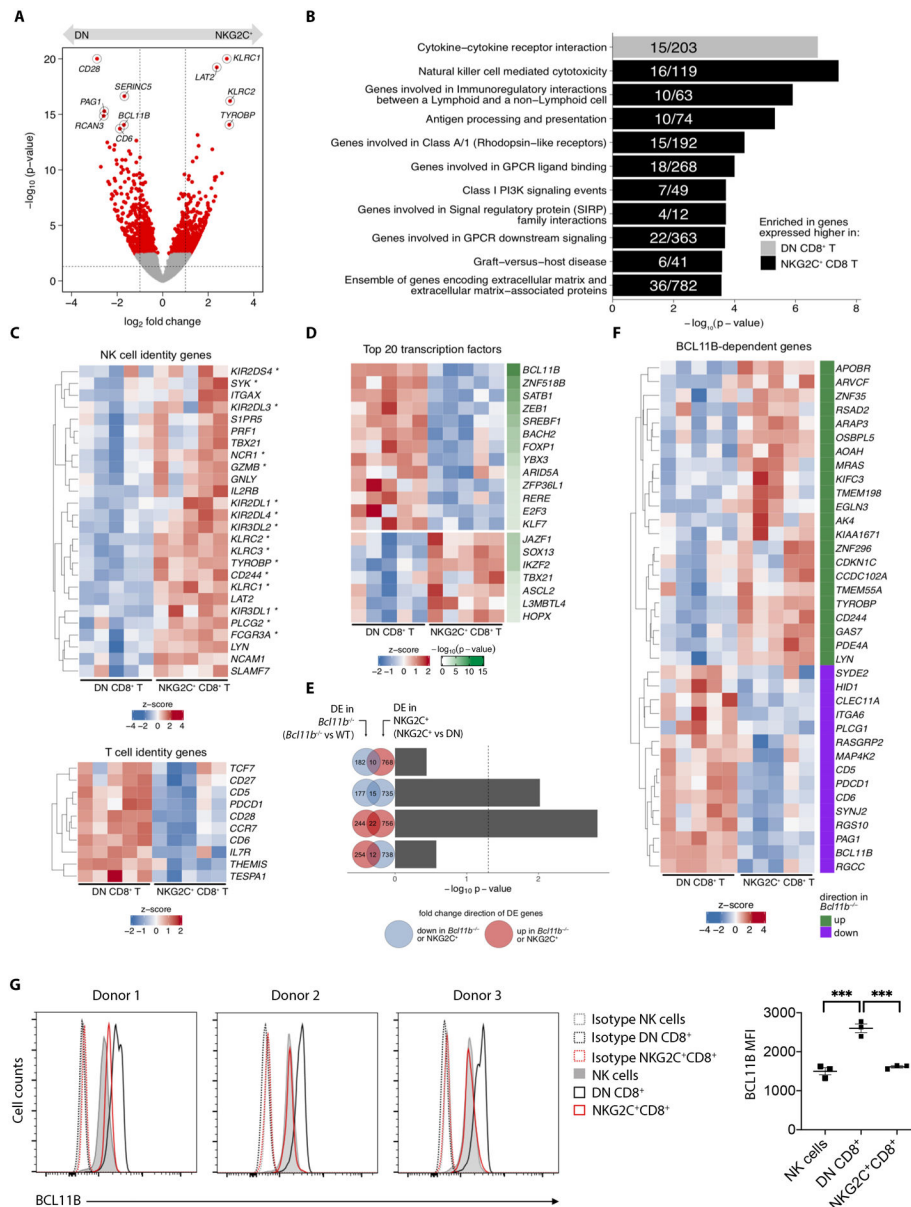 A
DN
NKG2C⁺
20
15
10
5
0
−log₁₀ (p−value)
−4
−2
0
2
4
log₂ fold change
CD28
SERINC5
PAG1
BCL11B
RCAN3
CD6
KLRC1
LAT2
KLRC2
TYROBP
B
Cytokine−cytokine receptor interaction
15/203
Natural killer cell mediated cytotoxicity
16/119
Genes involved in Immunoregulatory interactions
between a Lymphoid and a non−Lymphoid cell
10/63
Antigen processing and presentation
10/74
Genes involved in Class A/1 (Rhodopsin−like receptors)
15/192
Genes involved in GPCR ligand binding
18/268
Class I PI3K signaling events
7/49
Genes involved in Signal regulatory protein (SIRP)
family interactions
4/12
Genes involved in GPCR downstream signaling
22/363
Graft−versus−host disease
6/41
Ensemble of genes encoding extracellular matrix and
extracellular matrix−associated proteins
36/782
0
2
4
6
8
−log₁₀(p−value)
Enriched in genes
expressed higher in:
DN CD8⁺ T
NKG2C⁺ CD8 T
C
NK cell identity genes
KIR2DS4 *
SYK *
ITGAX
KIR2DL3 *
S1PR5
PRF1
TBX21
NCR1 *
GZMB *
GNLY
IL2RB
KIR2DL1 *
KIR2DL4 *
KIR3DL2 *
KLRC2 *
KLRC3 *
TYROBP *
CD244 *
KLRC1 *
LAT2
KIR3DL1 *
PLCG2 *
FCGR3A *
LYN
NCAM1
SLAMF7
DN CD8⁺ T
NKG2C⁺ CD8⁺ T
z−score
−4 −2 0 2 4
T cell identity genes
TCF7
CD27
CD5
PDCD1
CD28
CCR7
CD6
IL7R
THEMIS
TESPA1
DN CD8⁺ T
NKG2C⁺ CD8⁺ T
z−score
−2 −1 0 1 2
D
Top 20 transcription factors
BCL11B
ZNF518B
SATB1
ZEB1
SREBF1
BACH2
FOXP1
YBX3
ARID5A
ZFP36L1
RERE
E2F3
KLF7
JAZF1
SOX13
IKZF2
TBX21
ASCL2
L3MBTL4
HOPX
DN CD8⁺ T
NKG2C⁺ CD8⁺ T
z−score
−2 −1 0 1 2
−log₁₀(p−value)
0 5 10 15
E
DE in
Bcl11b⁻/⁻
(Bcl11b⁻/⁻ vs WT)
DE in
NKG2C⁺
(NKG2C⁺ vs DN)
182 10 768
177 15 735
244 22 756
254 12 738
0
1
2
−log₁₀ p−value
fold change direction of DE genes
down in Bcl11b⁻/⁻
or NKG2C⁺
up in Bcl11b⁻/⁻
or NKG2C⁺
F
BCL11B-dependent genes
APOBR
ARVCF
ZNF35
RSAD2
ARAP3
OSBPL5
AOAH
MRAS
KIFC3
TMEM198
EGLN3
AK4
KIAA1671
ZNF296
CDKN1C
CCDC102A
TMEM55A
TYROBP
CD244
GAS7
PDE4A
LYN
SYDE2
HID1
CLEC11A
ITGA6
PLCG1
RASGRP2
MAP4K2
CD5
PDCD1
CD6
SYNJ2
RGS10
PAG1
BCL11B
RGCC
DN CD8⁺ T
NKG2C⁺ CD8⁺ T
z−score
−4 −2 0 2 4
direction in
Bcl11b⁻/⁻
up
down
G
Donor 1
Donor 2
Donor 3
Cell counts
BCL11B
Isotype NK cells
Isotype DN CD8⁺
Isotype NKG2C⁺CD8⁺
NK cells
DN CD8⁺
NKG2C⁺CD8⁺
*** ***
BCL11B MFI
3000
2000
1000
0
NK cells
DN CD8⁺
NKG2C⁺CD8⁺